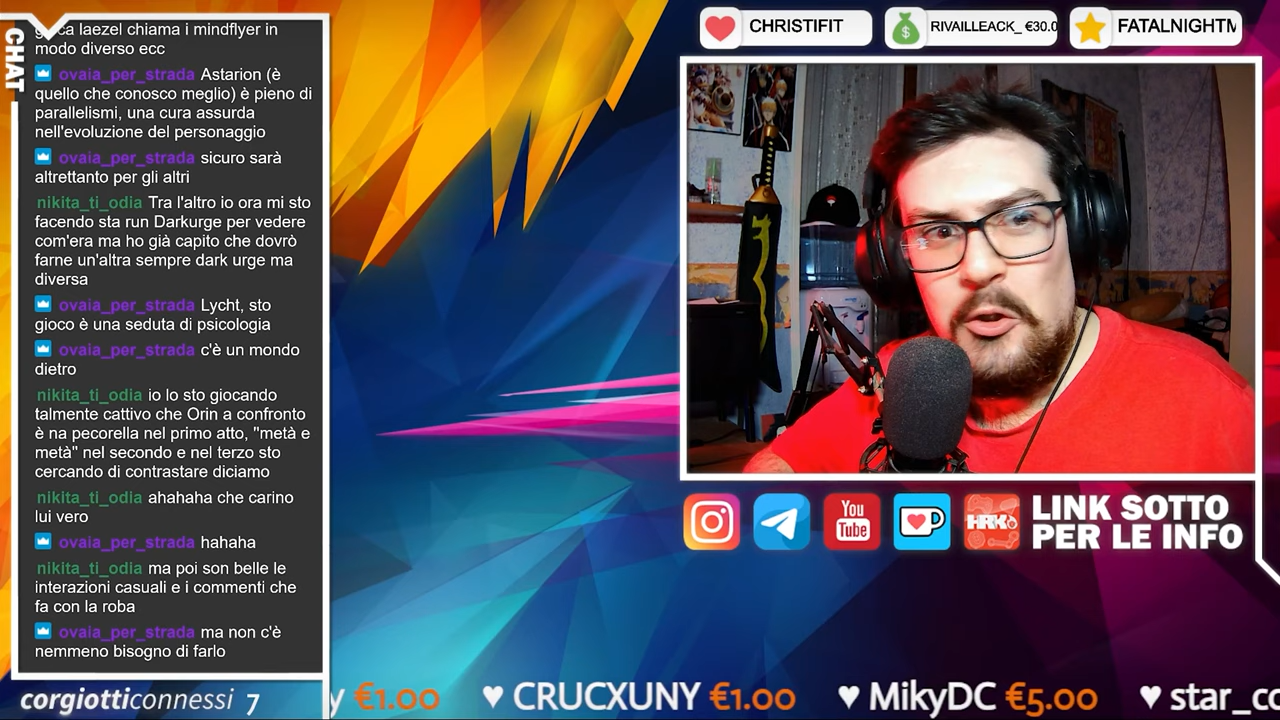 CHAT
laezel chiama i mindflyer in
modo diverso ecc
ovaia_per_strada Astarion (è
quello che conosco meglio) è pieno di
parallelismi, una cura assurda
nell'evoluzione del personaggio
ovaia_per_strada sicuro sarà
altrettanto per gli altri
nikita_ti_odia Tra l'altro io ora mi sto
facendo sta run Darkurge per vedere
com'era ma ho già capito che dovrò
farne un'altra sempre dark urge ma
diversa
ovaia_per_strada Lycht, sto
gioco è una seduta di psicologia
ovaia_per_strada c'è un mondo
dietro
nikita_ti_odia io lo sto giocando
talmente cattivo che Orin a confronto
è na pecorella nel primo atto, "metà e
metà" nel secondo e nel terzo sto
cercando di contrastare diciamo
nikita_ti_odia ahahaha che carino
lui vero
ovaia_per_strada hahaha
nikita_ti_odia ma poi son belle le
interazioni casuali e i commenti che
fa con la roba
ovaia_per_strada ma non c'è
nemmeno bisogno di farlo
corgiotticonnessi 7
CHRISTIFIT
RIVAILLEACK_ €30.0
FATALNIGHTM
You
Tube
HRK
LINK SOTTO
PER LE INFO
y €1.00 ♥ CRUCXUNY €1.00 ♥ MikyDC €5.00 ♥ star_co